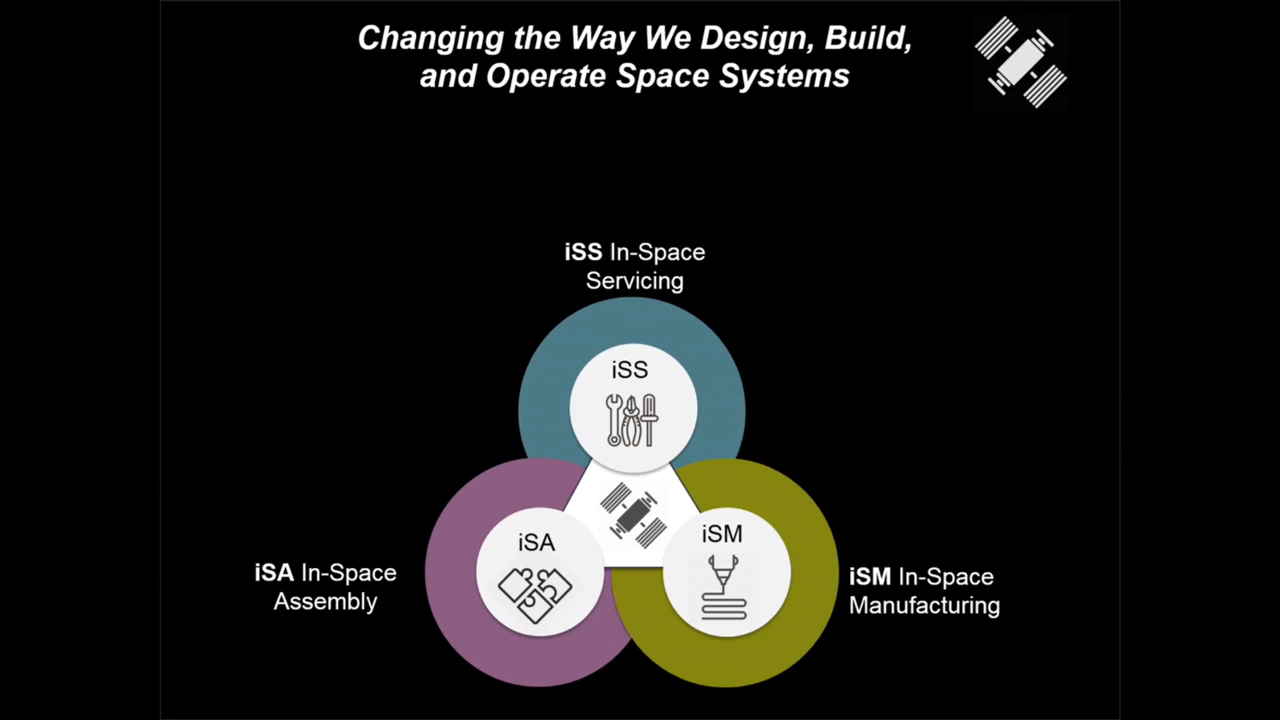 Changing the Way We Design, Build,
and Operate Space Systems
iSS In-Space
Servicing
iSS
iSA
iSM
iSA In-Space
Assembly
iSM In-Space
Manufacturing